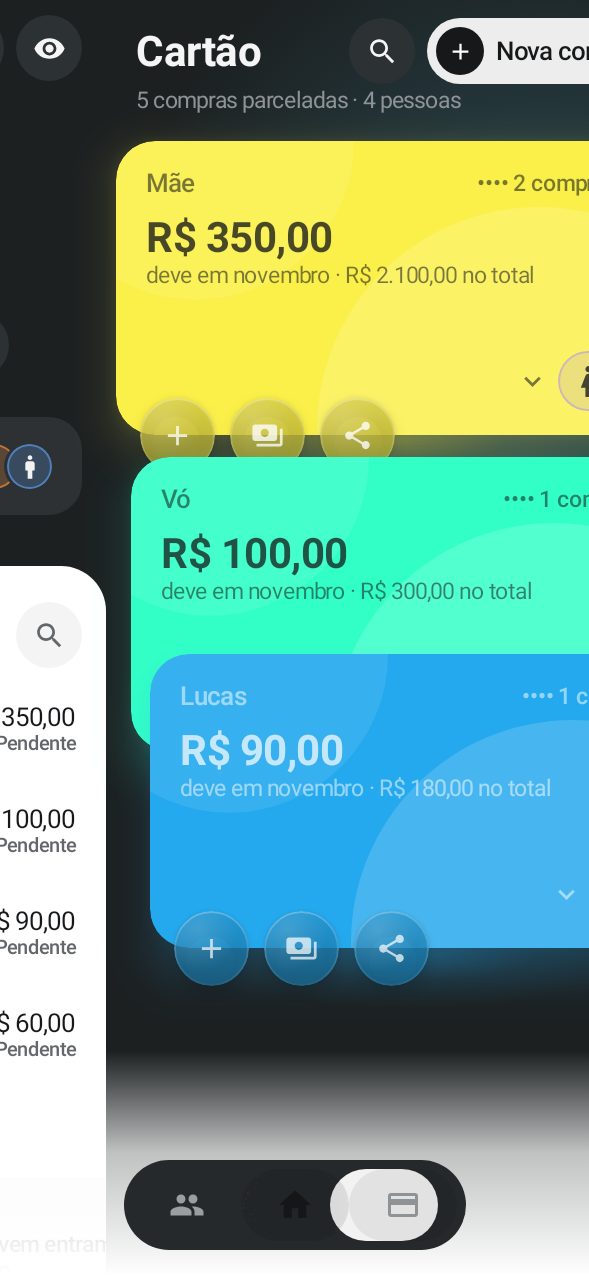 Cartão
Nova co
5 compras parceladas · 4 pessoas
Mãe
•••• 2 comp
R$ 350,00
deve em novembro · R$ 2.100,00 no total
Vó
•••• 1 co
R$ 100,00
deve em novembro · R$ 300,00 no total
Lucas
•••• 1 c
R$ 90,00
deve em novembro · R$ 180,00 no total
350,00
Pendente
100,00
Pendente
$ 90,00
Pendente
$ 60,00
Pendente
vem entran